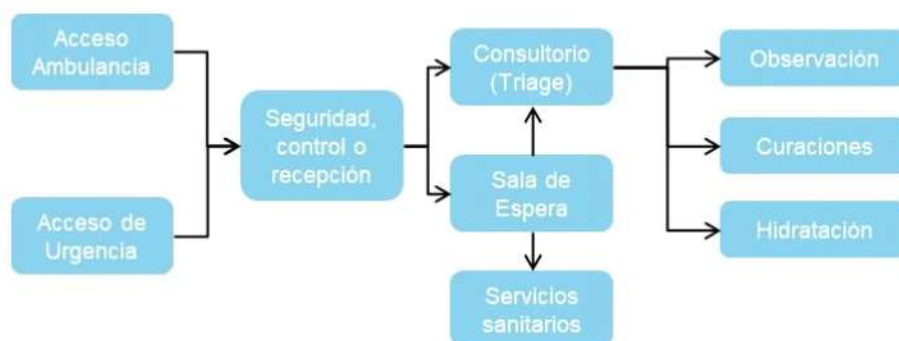 Acceso
Ambulancia
Acceso de
Urgencia
Seguridad,
control o
recepción
Consultorio
(Triage)
Sala de
Espera
Servicios
sanitarios
Observación
Curaciones
Hidratación